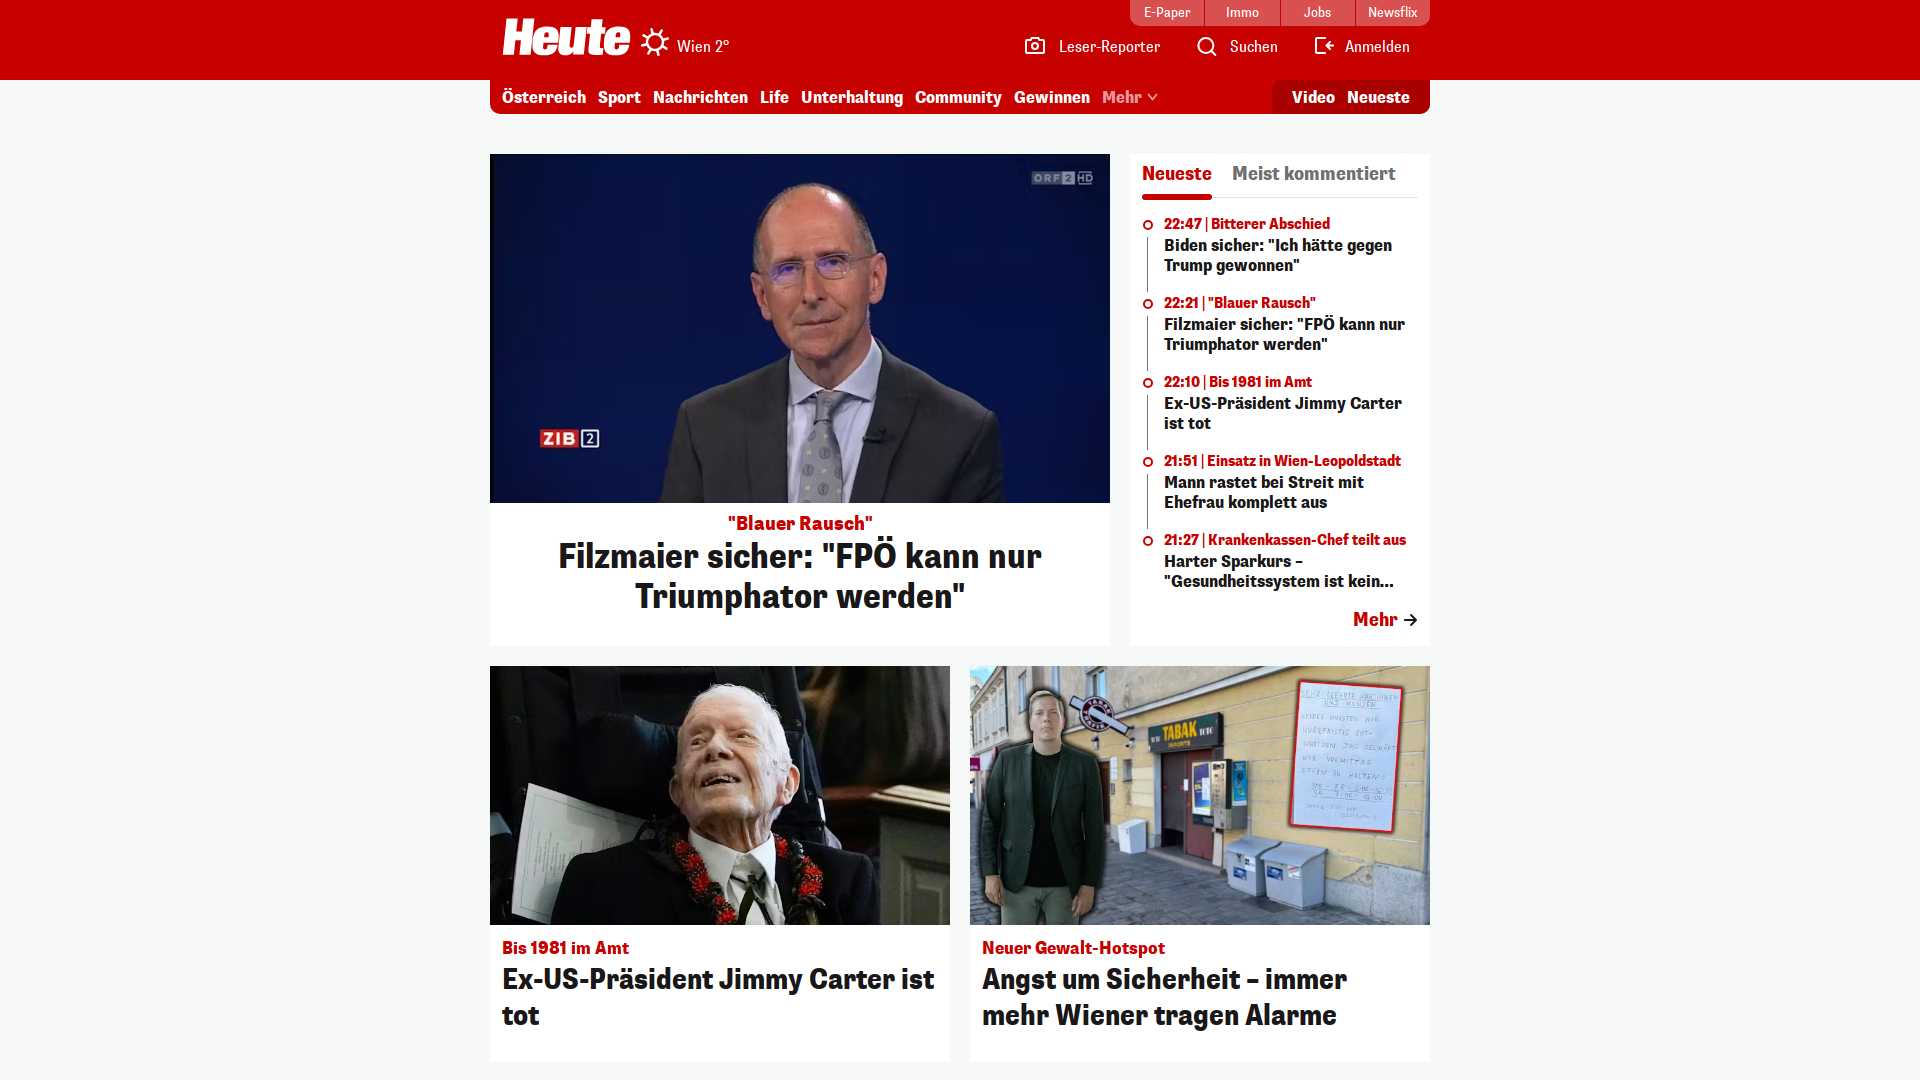 E-Paper
Immo
Jobs
Newsflix
Heute
Wien 2°
Leser-Reporter
Suchen
Anmelden
Österreich
Sport
Nachrichten
Life
Unterhaltung
Community
Gewinnen
Mehr
Video
Neueste
ORF 2 HD
ZIB 2
"Blauer Rausch"
Filzmaier sicher: "FPÖ kann nur
Triumphator werden"
Neueste
Meist kommentiert
22:47 | Bitterer Abschied
Biden sicher: "Ich hätte gegen
Trump gewonnen"
22:21 | "Blauer Rausch"
Filzmaier sicher: "FPÖ kann nur
Triumphator werden"
22:10 | Bis 1981 im Amt
Ex-US-Präsident Jimmy Carter
ist tot
21:51 | Einsatz in Wien-Leopoldstadt
Mann rastet bei Streit mit
Ehefrau komplett aus
21:27 | Krankenkassen-Chef teilt aus
Harter Sparkurs –
"Gesundheitssystem ist kein...
Mehr
Bis 1981 im Amt
Ex-US-Präsident Jimmy Carter ist
tot
TABAK
TOTO
Neuer Gewalt-Hotspot
Angst um Sicherheit – immer
mehr Wiener tragen Alarme